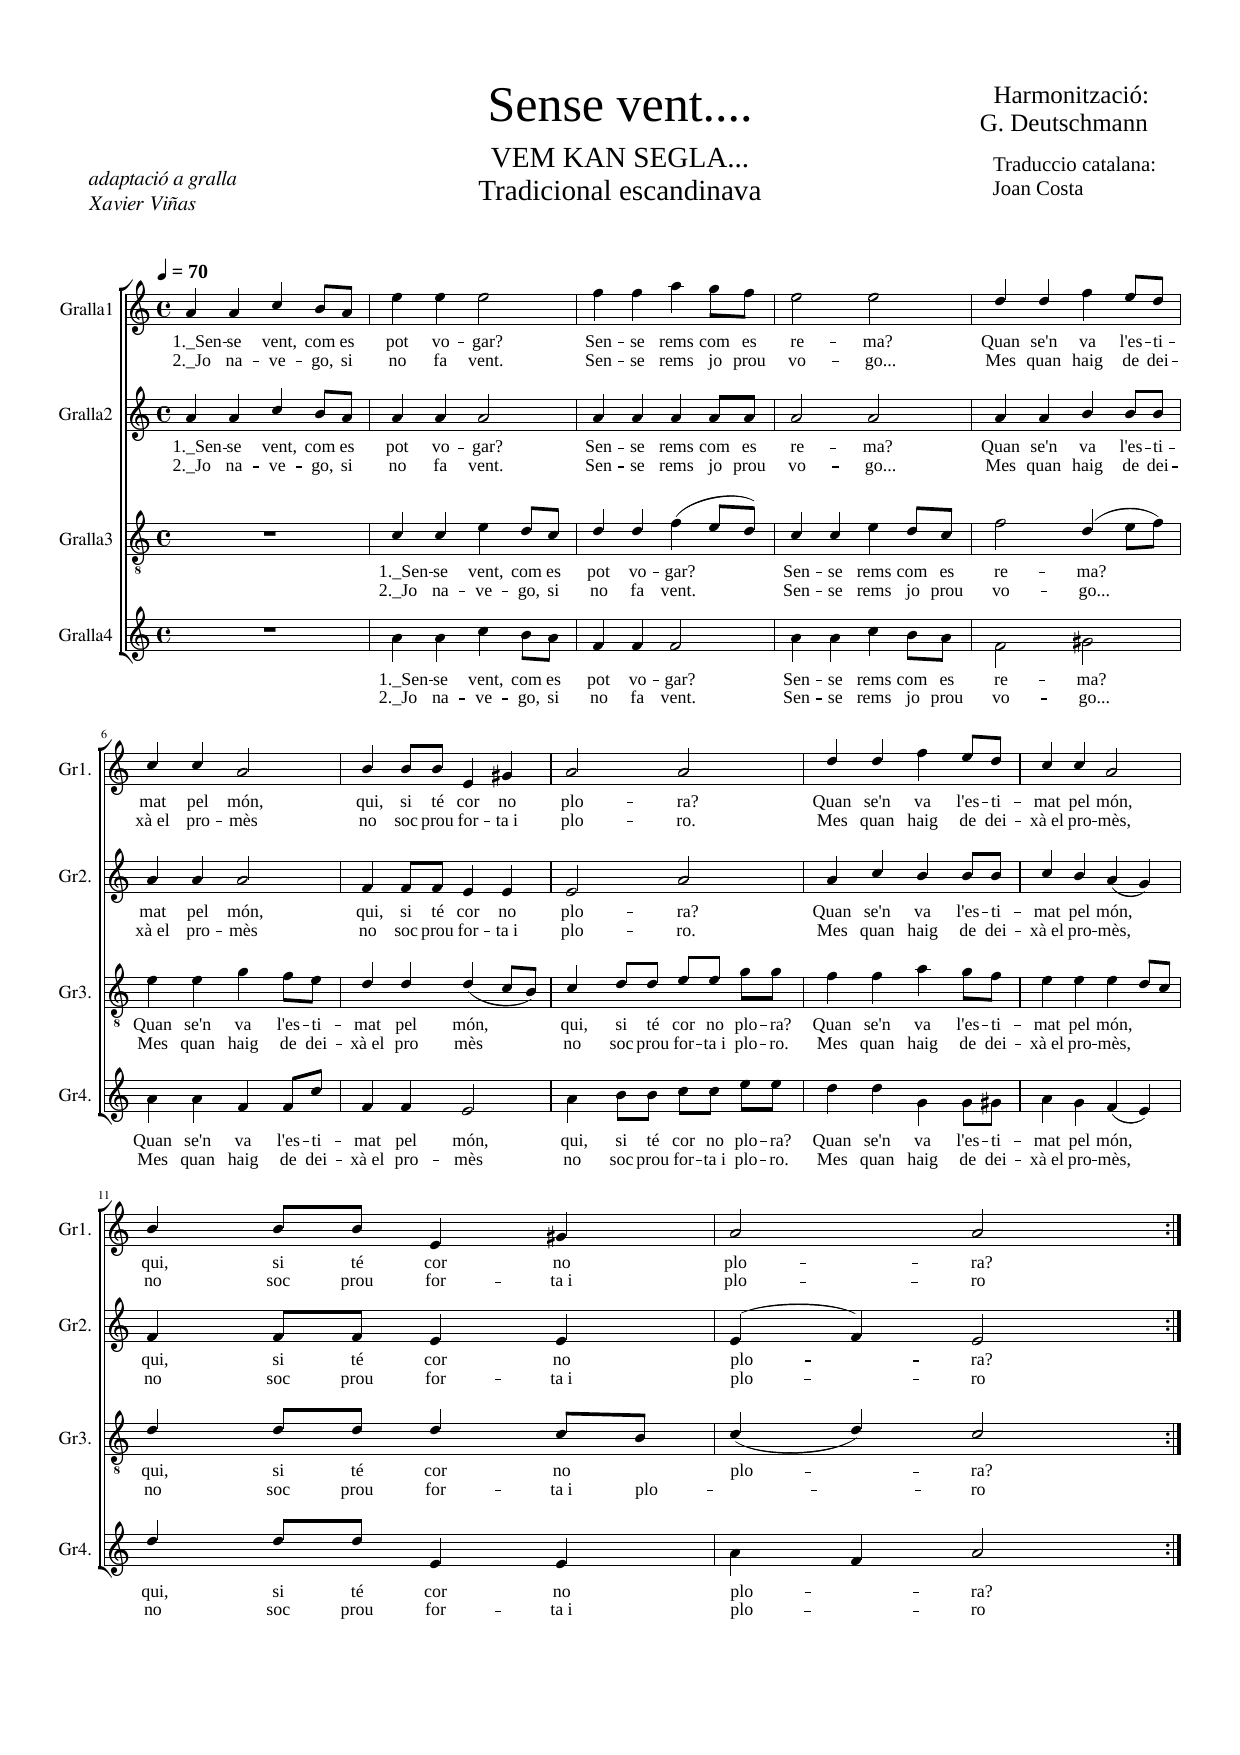 Sense vent....
Harmonització:
G. Deutschmann
VEM KAN SEGLA...
Tradicional escandinava
Traduccio catalana:
Joan Costa
adaptació a gralla
Xavier Viñas
= 70
Gralla1
1._Sen-se vent, com es pot vo – gar? Sen – se rems com es re – ma? Quan se'n va l'es–ti –
2._Jo na – ve – go, si no fa vent. Sen – se rems jo prou vo – go... Mes quan haig de dei–
Gralla2
1._Sen-se vent, com es pot vo – gar? Sen – se rems com es re – ma? Quan se'n va l'es–ti –
2._Jo na – ve – go, si no fa vent. Sen – se rems jo prou vo – go... Mes quan haig de dei–
Gralla3
8
1._Sen-se vent, com es pot vo – gar? Sen – se rems com es re – ma?
2._Jo na – ve – go, si no fa vent. Sen – se rems jo prou vo – go...
Gralla4
1._Sen-se vent, com es pot vo – gar? Sen – se rems com es re – ma?
2._Jo na – ve – go, si no fa vent. Sen – se rems jo prou vo – go...
6
Gr1.
mat pel món, qui, si té cor no plo – ra? Quan se'n va l'es–ti – mat pel món,
xà el pro–mès no soc prou for–ta i plo – ro. Mes quan haig de dei – xà el pro–mès,
Gr2.
mat pel món, qui, si té cor no plo – ra? Quan se'n va l'es–ti – mat pel món,
xà el pro–mès no soc prou for–ta i plo – ro. Mes quan haig de dei – xà el pro–mès,
Gr3.
8
Quan se'n va l'es–ti – mat pel món, qui, si té cor no plo–ra? Quan se'n va l'es–ti – mat pel món,
Mes quan haig de dei – xà el pro mès no soc prou for–ta i plo–ro. Mes quan haig de dei – xà el pro–mès,
Gr4.
Quan se'n va l'es–ti – mat pel món, qui, si té cor no plo–ra? Quan se'n va l'es–ti – mat pel món,
Mes quan haig de dei – xà el pro – mès no soc prou for–ta i plo–ro. Mes quan haig de dei – xà el pro–mès,
11
Gr1.
qui, si té cor no plo – – ra?
no soc prou for – ta i plo – – ro
Gr2.
qui, si té cor no plo – – ra?
no soc prou for – ta i plo – – ro
Gr3.
8
qui, si té cor no plo – – ra?
no soc prou for – ta i plo – – – ro
Gr4.
qui, si té cor no plo – – ra?
no soc prou for – ta i plo – – ro